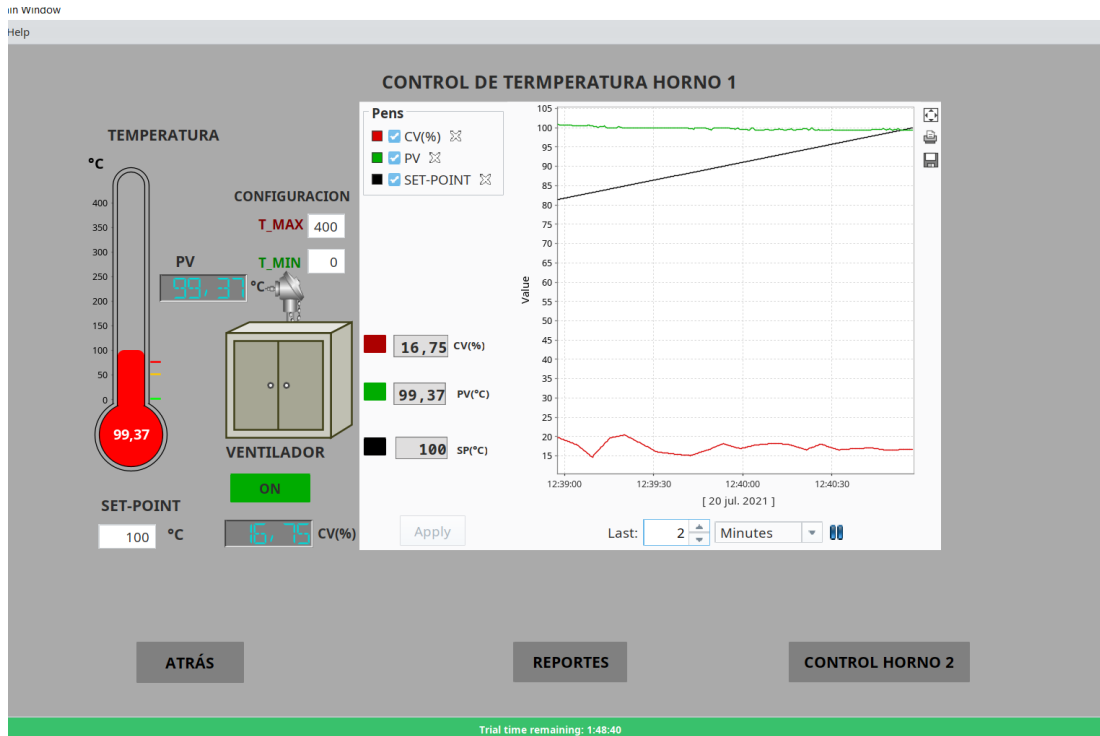 in Window
Help
CONTROL DE TERMPERATURA HORNO 1
TEMPERATURA
°C
400
350
300
250
200
150
100
50
0
99,37
SET-POINT
100 °C
PV
99,37 °C
CONFIGURACION
T_MAX 400
T_MIN 0
VENTILADOR
ON
16,75 CV(%)
Pens
CV(%)
PV
SET-POINT
16,75 CV(%)
99,37 PV(°C)
100 SP(°C)
Apply
Value
105
100
95
90
85
80
75
70
65
60
55
50
45
40
35
30
25
20
15
12:39:00 12:39:30 12:40:00 12:40:30
[ 20 jul. 2021 ]
Last: 2 Minutes
ATRÁS
REPORTES
CONTROL HORNO 2
Trial time remaining: 1:48:40